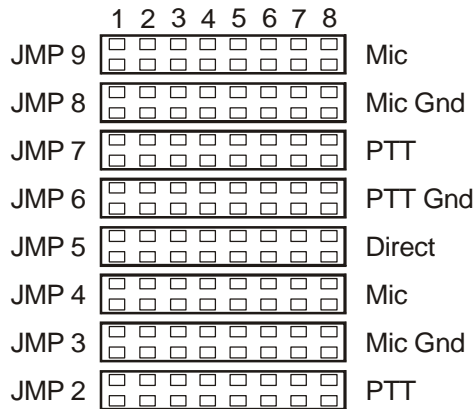 1 2 3 4 5 6 7 8
JMP 9 Mic
JMP 8 Mic Gnd
JMP 7 PTT
JMP 6 PTT Gnd
JMP 5 Direct
JMP 4 Mic
JMP 3 Mic Gnd
JMP 2 PTT